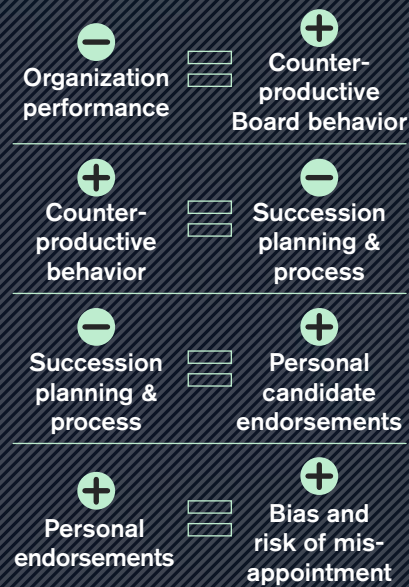 Organization
performance
Counter-
productive
Board behavior
Counter-
productive
behavior
Succession
planning &
process
Succession
planning &
process
Personal
candidate
endorsements
Personal
endorsements
Bias and
risk of mis-
appointment